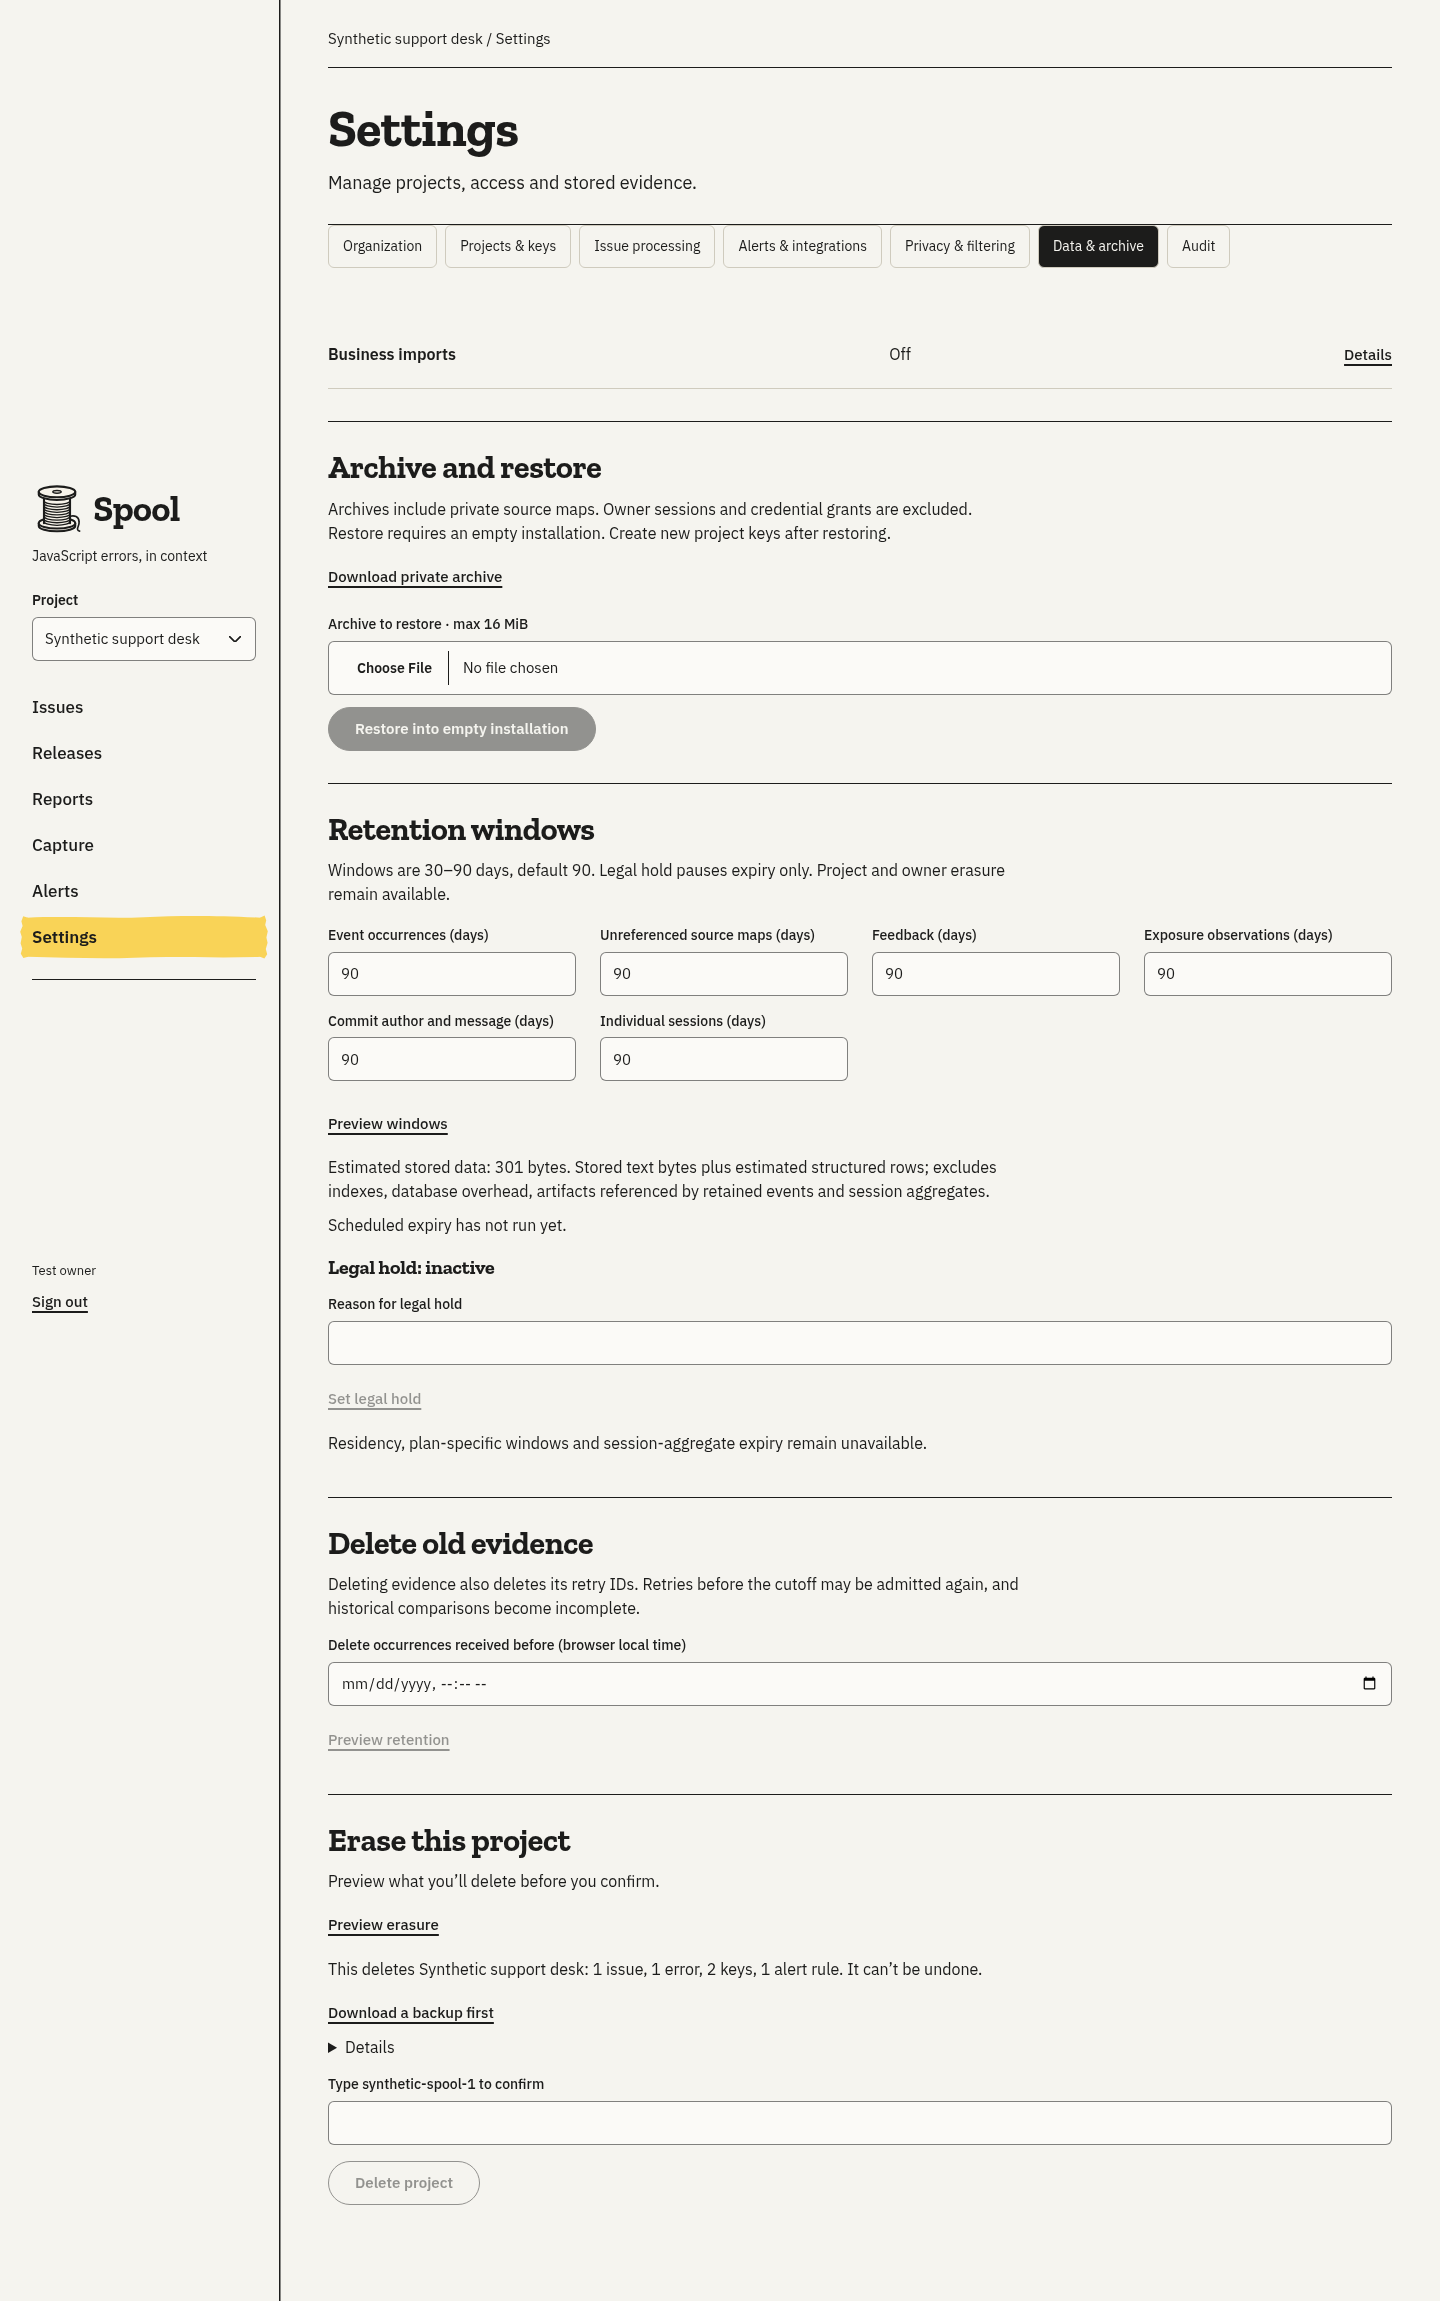 Synthetic support desk / Settings
Settings
Manage projects, access and stored evidence.
Organization
Projects & keys
Issue processing
Alerts & integrations
Privacy & filtering
Data & archive
Audit
Business imports
Off
Details
Archive and restore
Archives include private source maps. Owner sessions and credential grants are excluded.
Restore requires an empty installation. Create new project keys after restoring.
Download private archive
Archive to restore · max 16 MiB
Choose File
No file chosen
Restore into empty installation
Retention windows
Windows are 30–90 days, default 90. Legal hold pauses expiry only. Project and owner erasure
remain available.
Event occurrences (days)
90
Unreferenced source maps (days)
90
Feedback (days)
90
Exposure observations (days)
90
Commit author and message (days)
90
Individual sessions (days)
90
Preview windows
Estimated stored data: 301 bytes. Stored text bytes plus estimated structured rows; excludes
indexes, database overhead, artifacts referenced by retained events and session aggregates.
Scheduled expiry has not run yet.
Legal hold: inactive
Reason for legal hold
Set legal hold
Residency, plan-specific windows and session-aggregate expiry remain unavailable.
Delete old evidence
Deleting evidence also deletes its retry IDs. Retries before the cutoff may be admitted again, and
historical comparisons become incomplete.
Delete occurrences received before (browser local time)
mm/dd/yyyy, --:-- --
Preview retention
Erase this project
Preview what you’ll delete before you confirm.
Preview erasure
This deletes Synthetic support desk: 1 issue, 1 error, 2 keys, 1 alert rule. It can’t be undone.
Download a backup first
Details
Type synthetic-spool-1 to confirm
Delete project
Spool
JavaScript errors, in context
Project
Synthetic support desk
Issues
Releases
Reports
Capture
Alerts
Settings
Test owner
Sign out